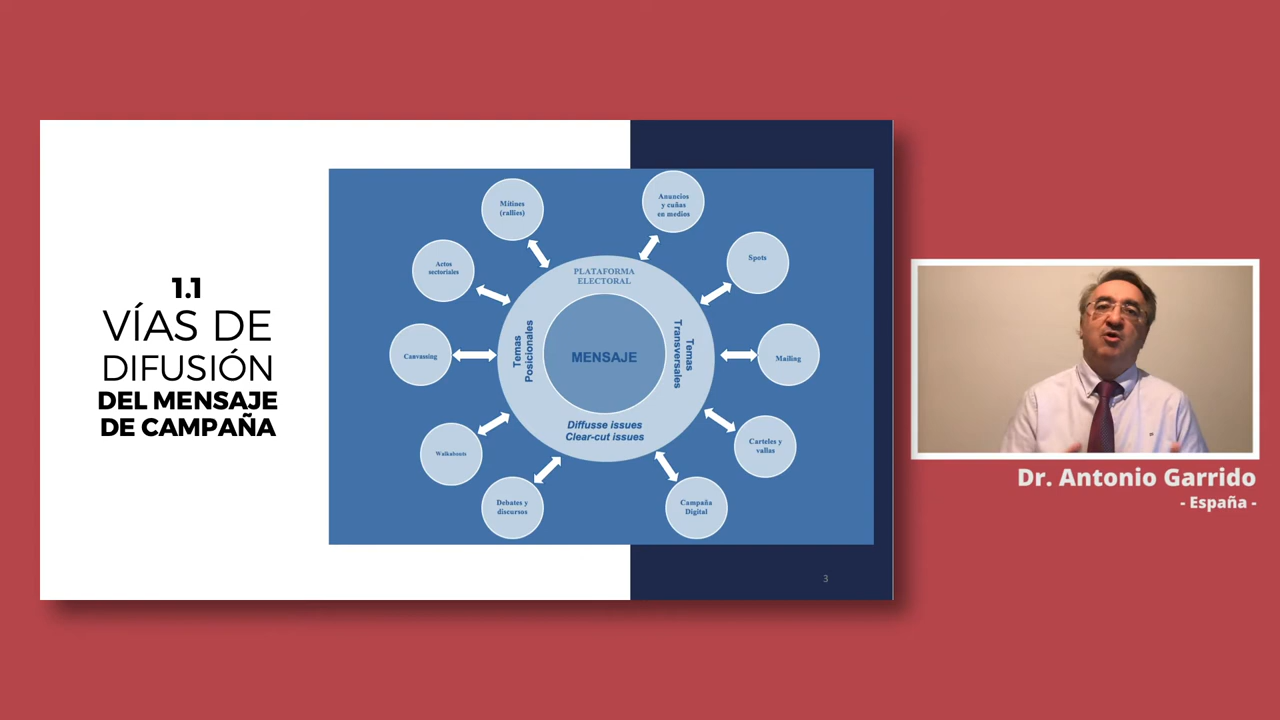 1.1
VÍAS DE
DIFUSIÓN
DEL MENSAJE
DE CAMPAÑA
Mítines
(rallies)
Anuncios
y cuñas
en medios
Actos
sectoriales
Spots
PLATAFORMA
ELECTORAL
Canvassing
Temas
Posicionales
MENSAJE
Temas
Transversales
Mailing
Diffusse issues
Clear-cut issues
Walkabouts
Carteles y
vallas
Debates y
discursos
Campaña
Digital
3
Dr. Antonio Garrido
- España -